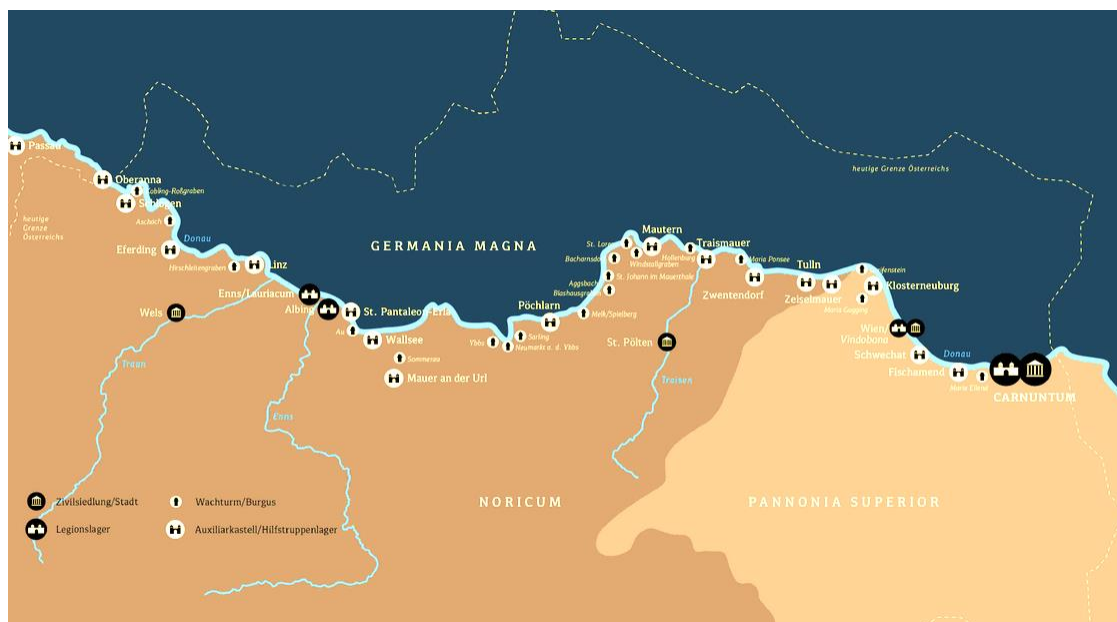 Passau
Oberanna
Kobling-Roßgraben
Schlögen
Aschach
heutige
Grenze
Österreichs
Eferding
Donau
Hirschleitengraben
Linz
Enns/Lauriacum
Albing
Wels
Traun
Enns
St. Pantaleon-Erla
Au
Wallsee
Sommerau
Mauer an der Url
GERMANIA MAGNA
heutige Grenze Österreichs
Ybbs
Sarling
Neumarkt a. d. Ybbs
Pöchlarn
Melk/Spielberg
St. Lorenz
Bacharnsdorf
Windstallgraben
St. Johann im Mauerthale
Aggsbach
Blashausgraben
Mautern
Hollenburg
Traismauer
Maria Ponsee
Zwentendorf
St. Pölten
Traisen
Tulln
Zeiselmauer
Greifenstein
Maria Gugging
Klosterneuburg
Wien/
Vindobona
Schwechat
Donau
Fischamend
Maria Ellend
CARNUNTUM
NORICUM
PANNONIA SUPERIOR
Zivilsiedlung/Stadt
Wachturm/Burgus
Legionslager
Auxiliarkastell/Hilfstruppenlager